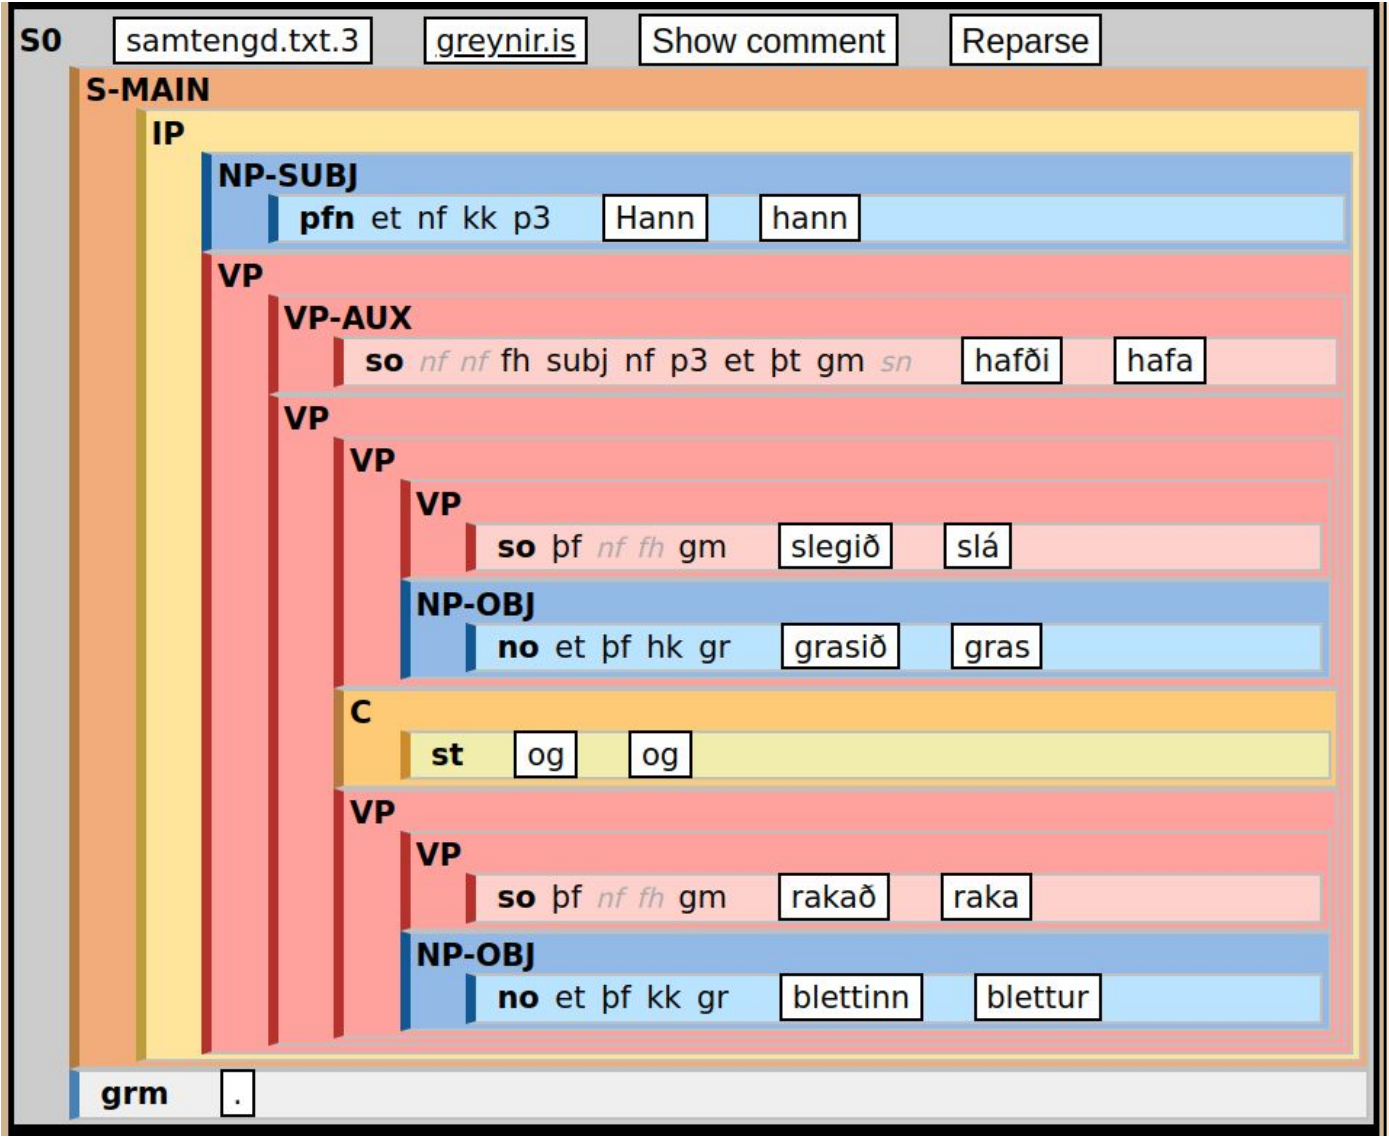 S0 samtengd.txt.3 greynir.is Show comment Reparse
S-MAIN
IP
NP-SUBJ
pfn et nf kk p3 Hann hann
VP
VP-AUX
so nf nf fh subj nf p3 et þt gm sn hafði hafa
VP
VP
VP
so þf nf fh gm slegið slá
NP-OBJ
no et þf hk gr grasið gras
C
st og og
VP
VP
so þf nf fh gm rakað raka
NP-OBJ
no et þf kk gr blettinn blettur
grm .